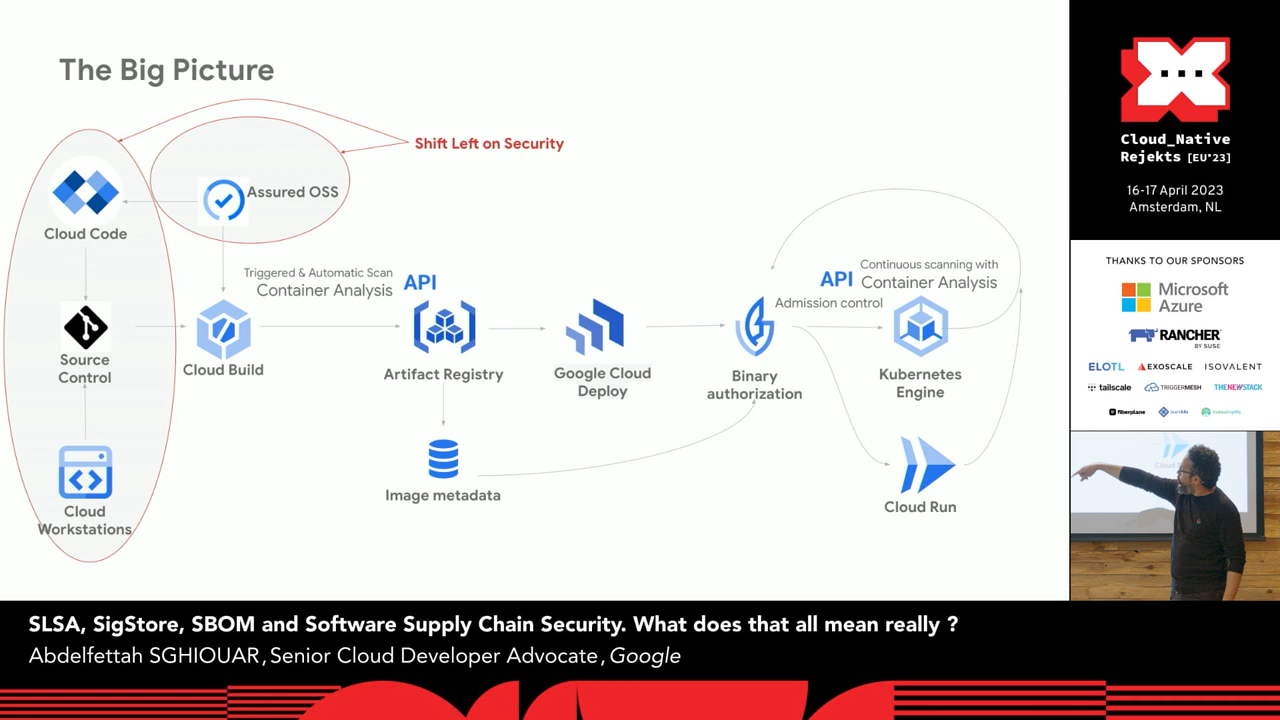 The Big Picture
Shift Left on Security
Assured OSS
Cloud Code
Triggered & Automatic Scan
Container Analysis
API
API
Continuous scanning with
Container Analysis
Admission control
Source
Control
Cloud Build
Artifact Registry
Google Cloud
Deploy
Binary
authorization
Kubernetes
Engine
Cloud
Workstations
Image metadata
Cloud Run
Cloud_Native
Rejekts [EU'23]
16-17 April 2023
Amsterdam, NL
THANKS TO OUR SPONSORS
Microsoft
Azure
RANCHER
BY SUSE
ELOTL
EXOSCALE
ISOVALENT
tailscale
TRIGGERMESH
THENEWSTACK
fiberplane
kubesimplify
SLSA, SigStore, SBOM and Software Supply Chain Security. What does that all mean really ?
Abdelfettah SGHIOUAR, Senior Cloud Developer Advocate, Google